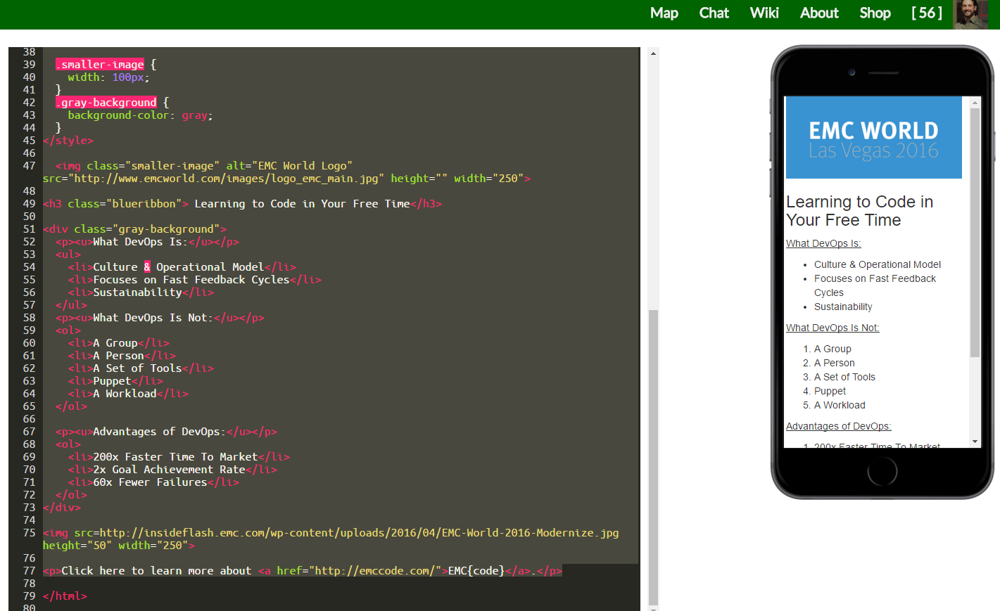 Map Chat Wiki About Shop [ 56 ]
38
39 .smaller-image {
40 width: 100px;
41 }
42 .gray-background {
43 background-color: gray;
44 }
45 </style>
46
47 <img class="smaller-image" alt="EMC World Logo"
src="http://www.emcworld.com/images/logo_emc_main.jpg" height="" width="250">
48
49 <h3 class="blueribbon"> Learning to Code in Your Free Time</h3>
50
51 <div class="gray-background">
52 <p><u>What DevOps Is:</u></p>
53 <ul>
54 <li>Culture & Operational Model</li>
55 <li>Focuses on Fast Feedback Cycles</li>
56 <li>Sustainability</li>
57 </ul>
58 <p><u>What DevOps Is Not:</u></p>
59 <ol>
60 <li>A Group</li>
61 <li>A Person</li>
62 <li>A Set of Tools</li>
63 <li>Puppet</li>
64 <li>A Workload</li>
65 </ol>
66
67 <p><u>Advantages of DevOps:</u></p>
68 <ol>
69 <li>200x Faster Time To Market</li>
70 <li>2x Goal Achievement Rate</li>
71 <li>60x Fewer Failures</li>
72 </ol>
73 </div>
74
75 <img src=http://insideflash.emc.com/wp-content/uploads/2016/04/EMC-World-2016-Modernize.jpg
height="50" width="250">
76
77 <p>Click here to learn more about <a href="http://emccode.com/">EMC{code}</a>.</p>
78
79 </html>
80
EMC WORLD
Las Vegas 2016
Learning to Code in
Your Free Time
What DevOps Is:
• Culture & Operational Model
• Focuses on Fast Feedback
Cycles
• Sustainability
What DevOps Is Not:
1. A Group
2. A Person
3. A Set of Tools
4. Puppet
5. A Workload
Advantages of DevOps:
1. 200x Faster Time To Market